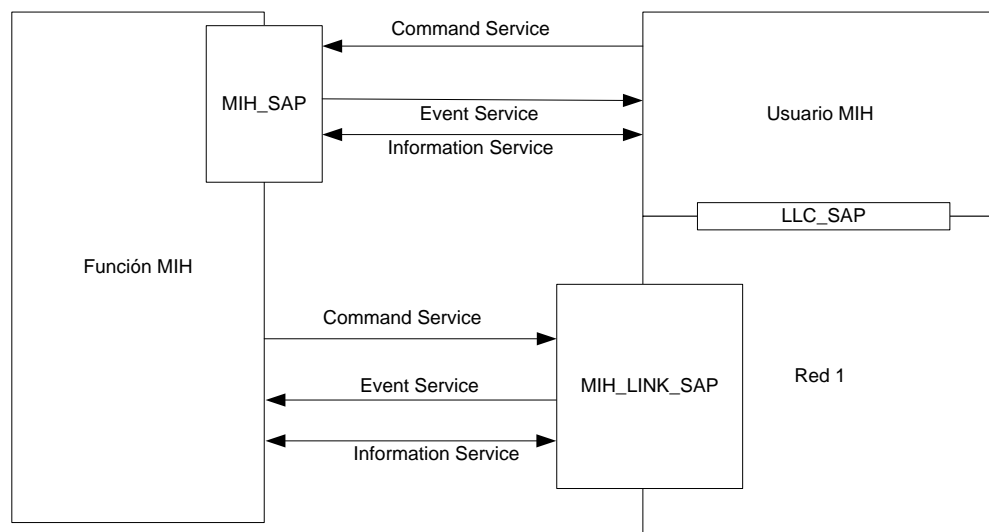 Command Service
MIH_SAP
Usuario MIH
Event Service
Information Service
LLC_SAP
Función MIH
Command Service
Red 1
Event Service
MIH_LINK_SAP
Information Service